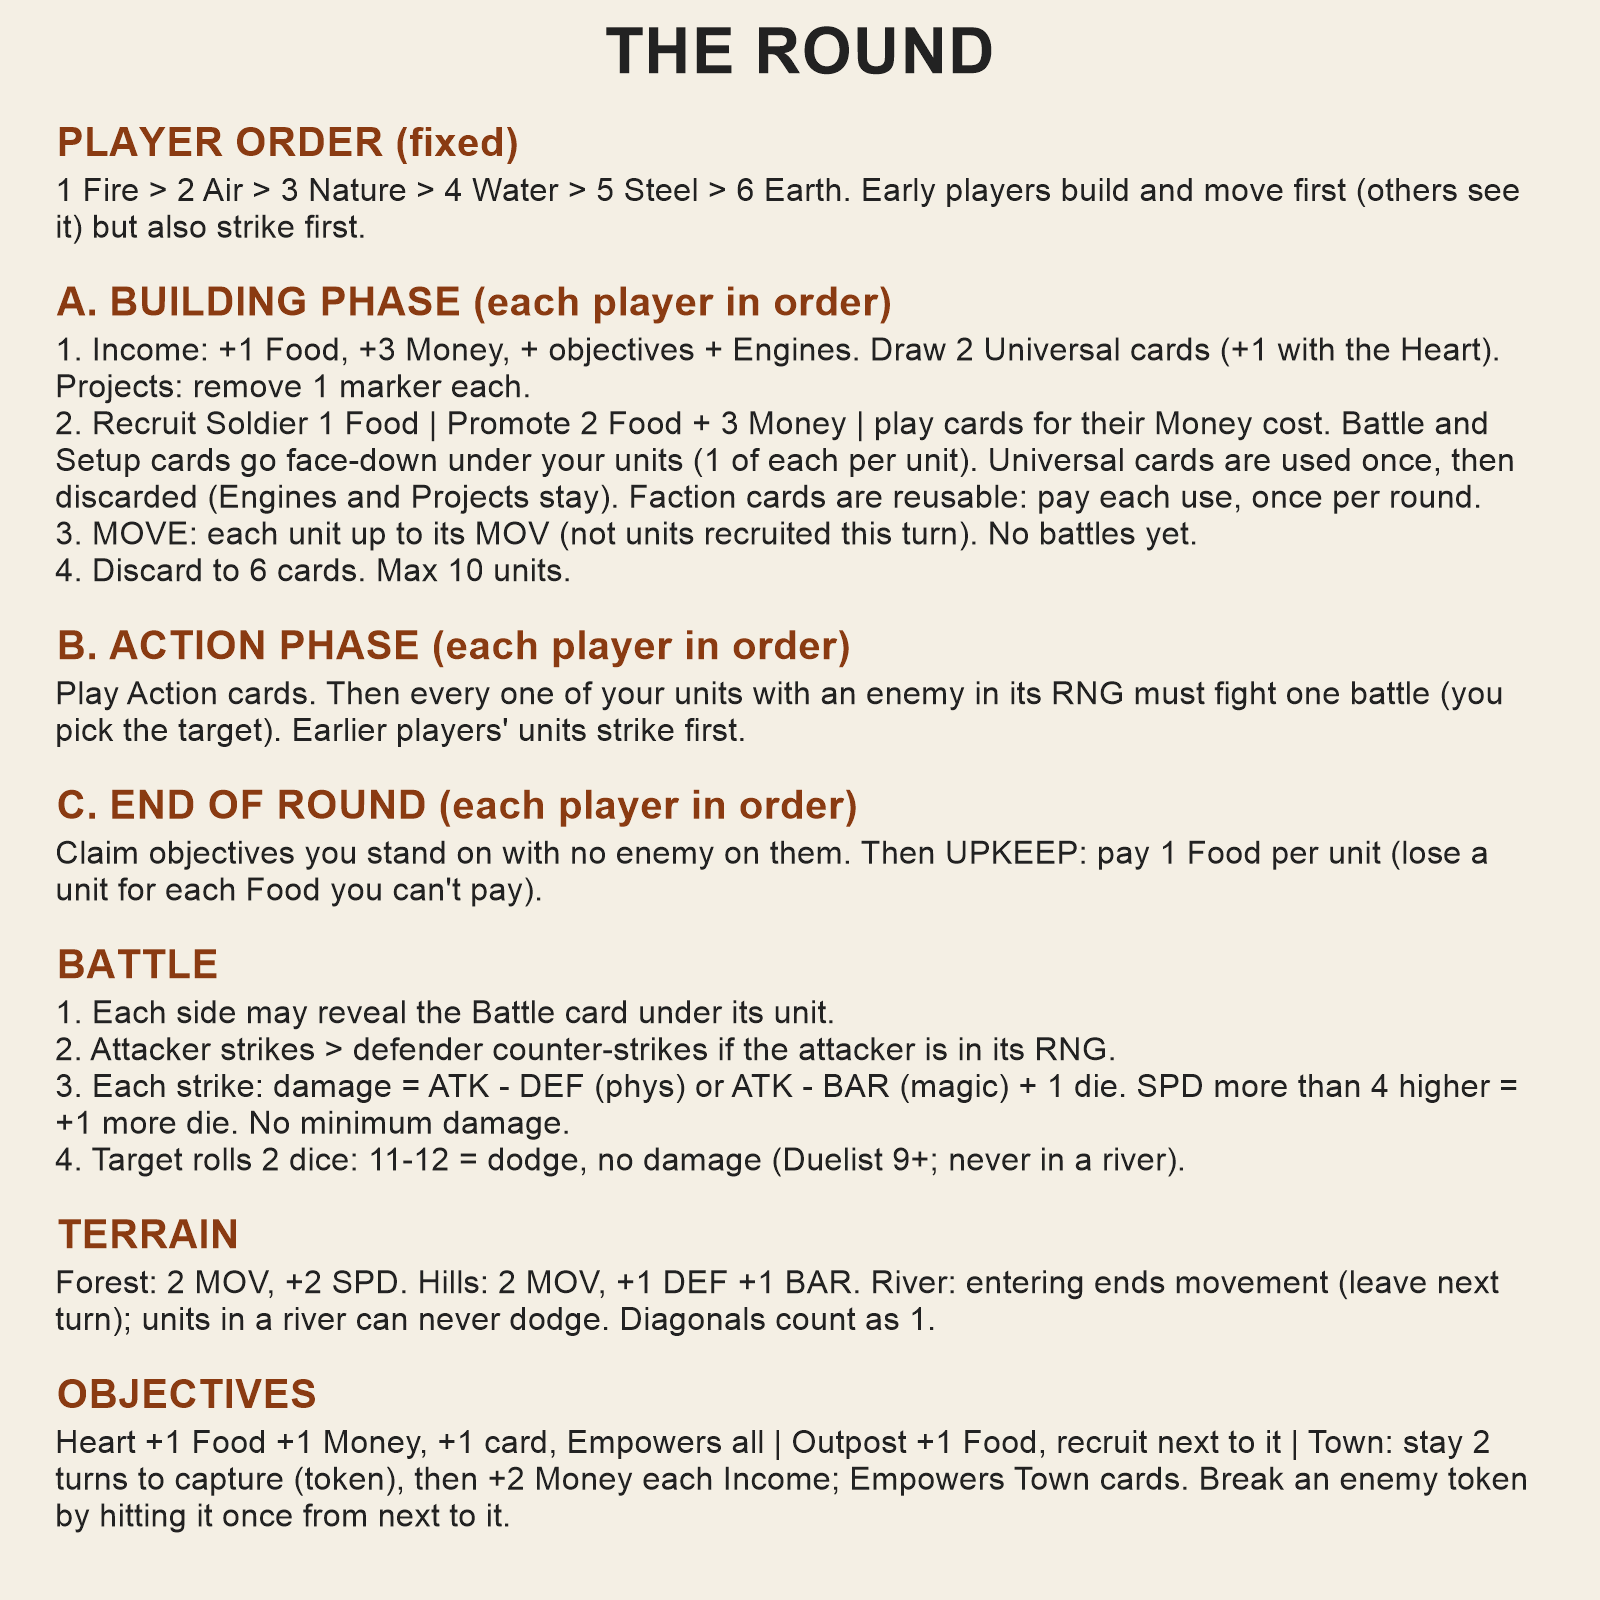 THE ROUND
PLAYER ORDER (fixed)
1 Fire > 2 Air > 3 Nature > 4 Water > 5 Steel > 6 Earth. Early players build and move first (others see
it) but also strike first.
A. BUILDING PHASE (each player in order)
1. Income: +1 Food, +3 Money, + objectives + Engines. Draw 2 Universal cards (+1 with the Heart).
Projects: remove 1 marker each.
2. Recruit Soldier 1 Food | Promote 2 Food + 3 Money | play cards for their Money cost. Battle and
Setup cards go face-down under your units (1 of each per unit). Universal cards are used once, then
discarded (Engines and Projects stay). Faction cards are reusable: pay each use, once per round.
3. MOVE: each unit up to its MOV (not units recruited this turn). No battles yet.
4. Discard to 6 cards. Max 10 units.
B. ACTION PHASE (each player in order)
Play Action cards. Then every one of your units with an enemy in its RNG must fight one battle (you
pick the target). Earlier players' units strike first.
C. END OF ROUND (each player in order)
Claim objectives you stand on with no enemy on them. Then UPKEEP: pay 1 Food per unit (lose a
unit for each Food you can't pay).
BATTLE
1. Each side may reveal the Battle card under its unit.
2. Attacker strikes > defender counter-strikes if the attacker is in its RNG.
3. Each strike: damage = ATK - DEF (phys) or ATK - BAR (magic) + 1 die. SPD more than 4 higher =
+1 more die. No minimum damage.
4. Target rolls 2 dice: 11-12 = dodge, no damage (Duelist 9+; never in a river).
TERRAIN
Forest: 2 MOV, +2 SPD. Hills: 2 MOV, +1 DEF +1 BAR. River: entering ends movement (leave next
turn); units in a river can never dodge. Diagonals count as 1.
OBJECTIVES
Heart +1 Food +1 Money, +1 card, Empowers all | Outpost +1 Food, recruit next to it | Town: stay 2
turns to capture (token), then +2 Money each Income; Empowers Town cards. Break an enemy token
by hitting it once from next to it.